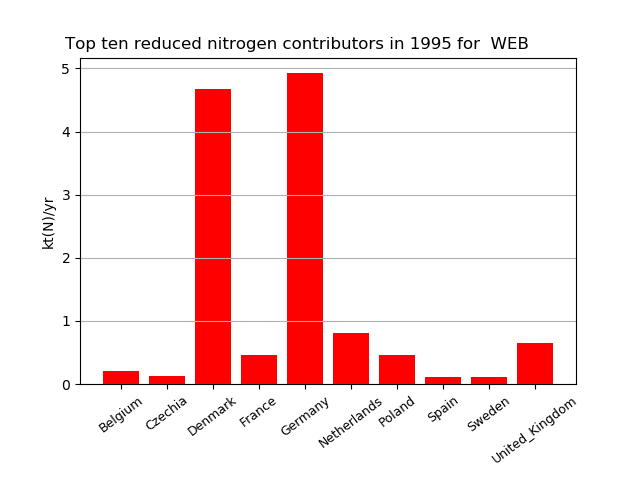 Top ten reduced nitrogen contributors in 1995 for  WEB
kt(N)/yr
5
4
3
2
1
0
Belgium
Czechia
Denmark
France
Germany
Netherlands
Poland
Spain
Sweden
United_Kingdom